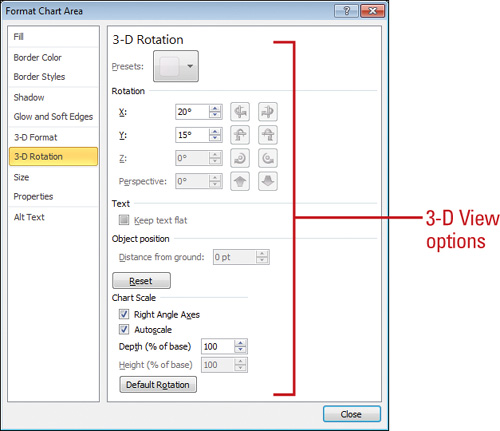 Format Chart Area
Fill
Border Color
Border Styles
Shadow
Glow and Soft Edges
3-D Format
3-D Rotation
Size
Properties
Alt Text
3-D Rotation
Presets:
Rotation
X: 20°
Y: 15°
Z: 0°
Perspective: 0°
Text
Keep text flat
Object position
Distance from ground: 0 pt
Reset
Chart Scale
Right Angle Axes
Autoscale
Depth (% of base) 100
Height (% of base) 100
Default Rotation
Close
3-D View
options